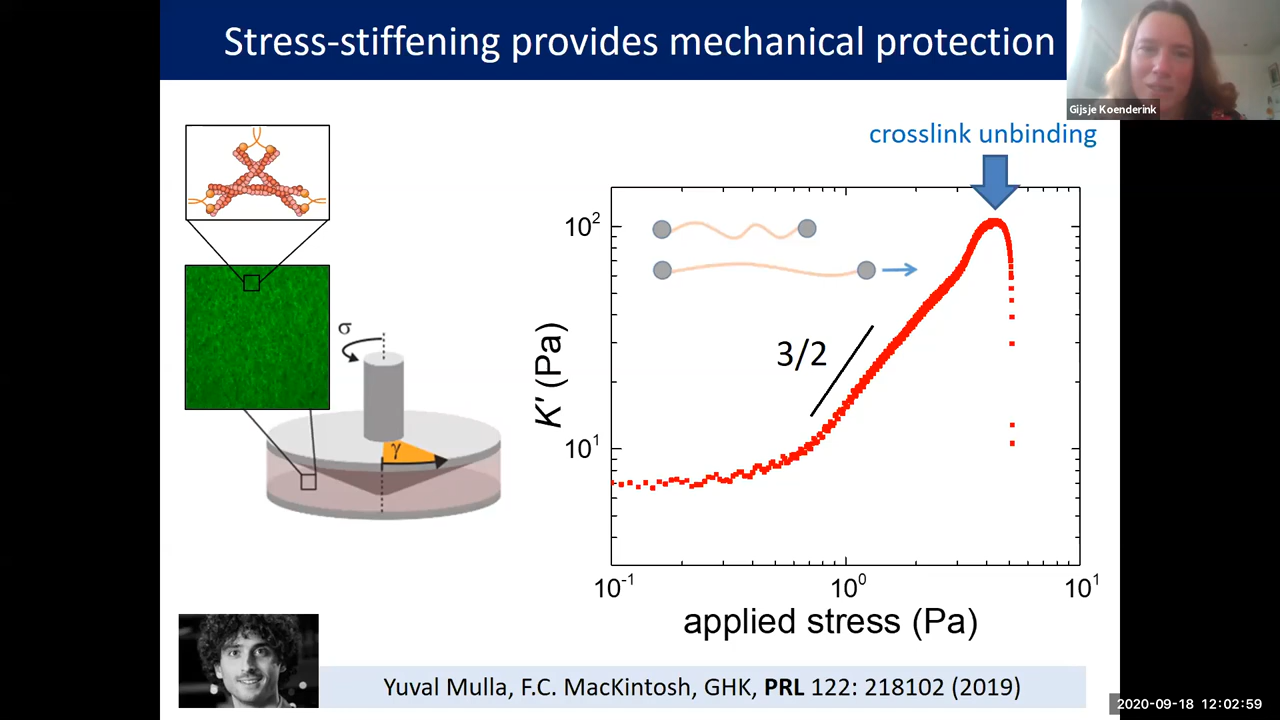 Stress-stiffening provides mechanical protection
Gijsje Koenderink
crosslink unbinding
σ
γ
10²
10¹
K' (Pa)
3/2
10⁻¹
10⁰
10¹
applied stress (Pa)
Yuval Mulla, F.C. MacKintosh, GHK, PRL 122: 218102 (2019)
2020-09-18 12:02:59